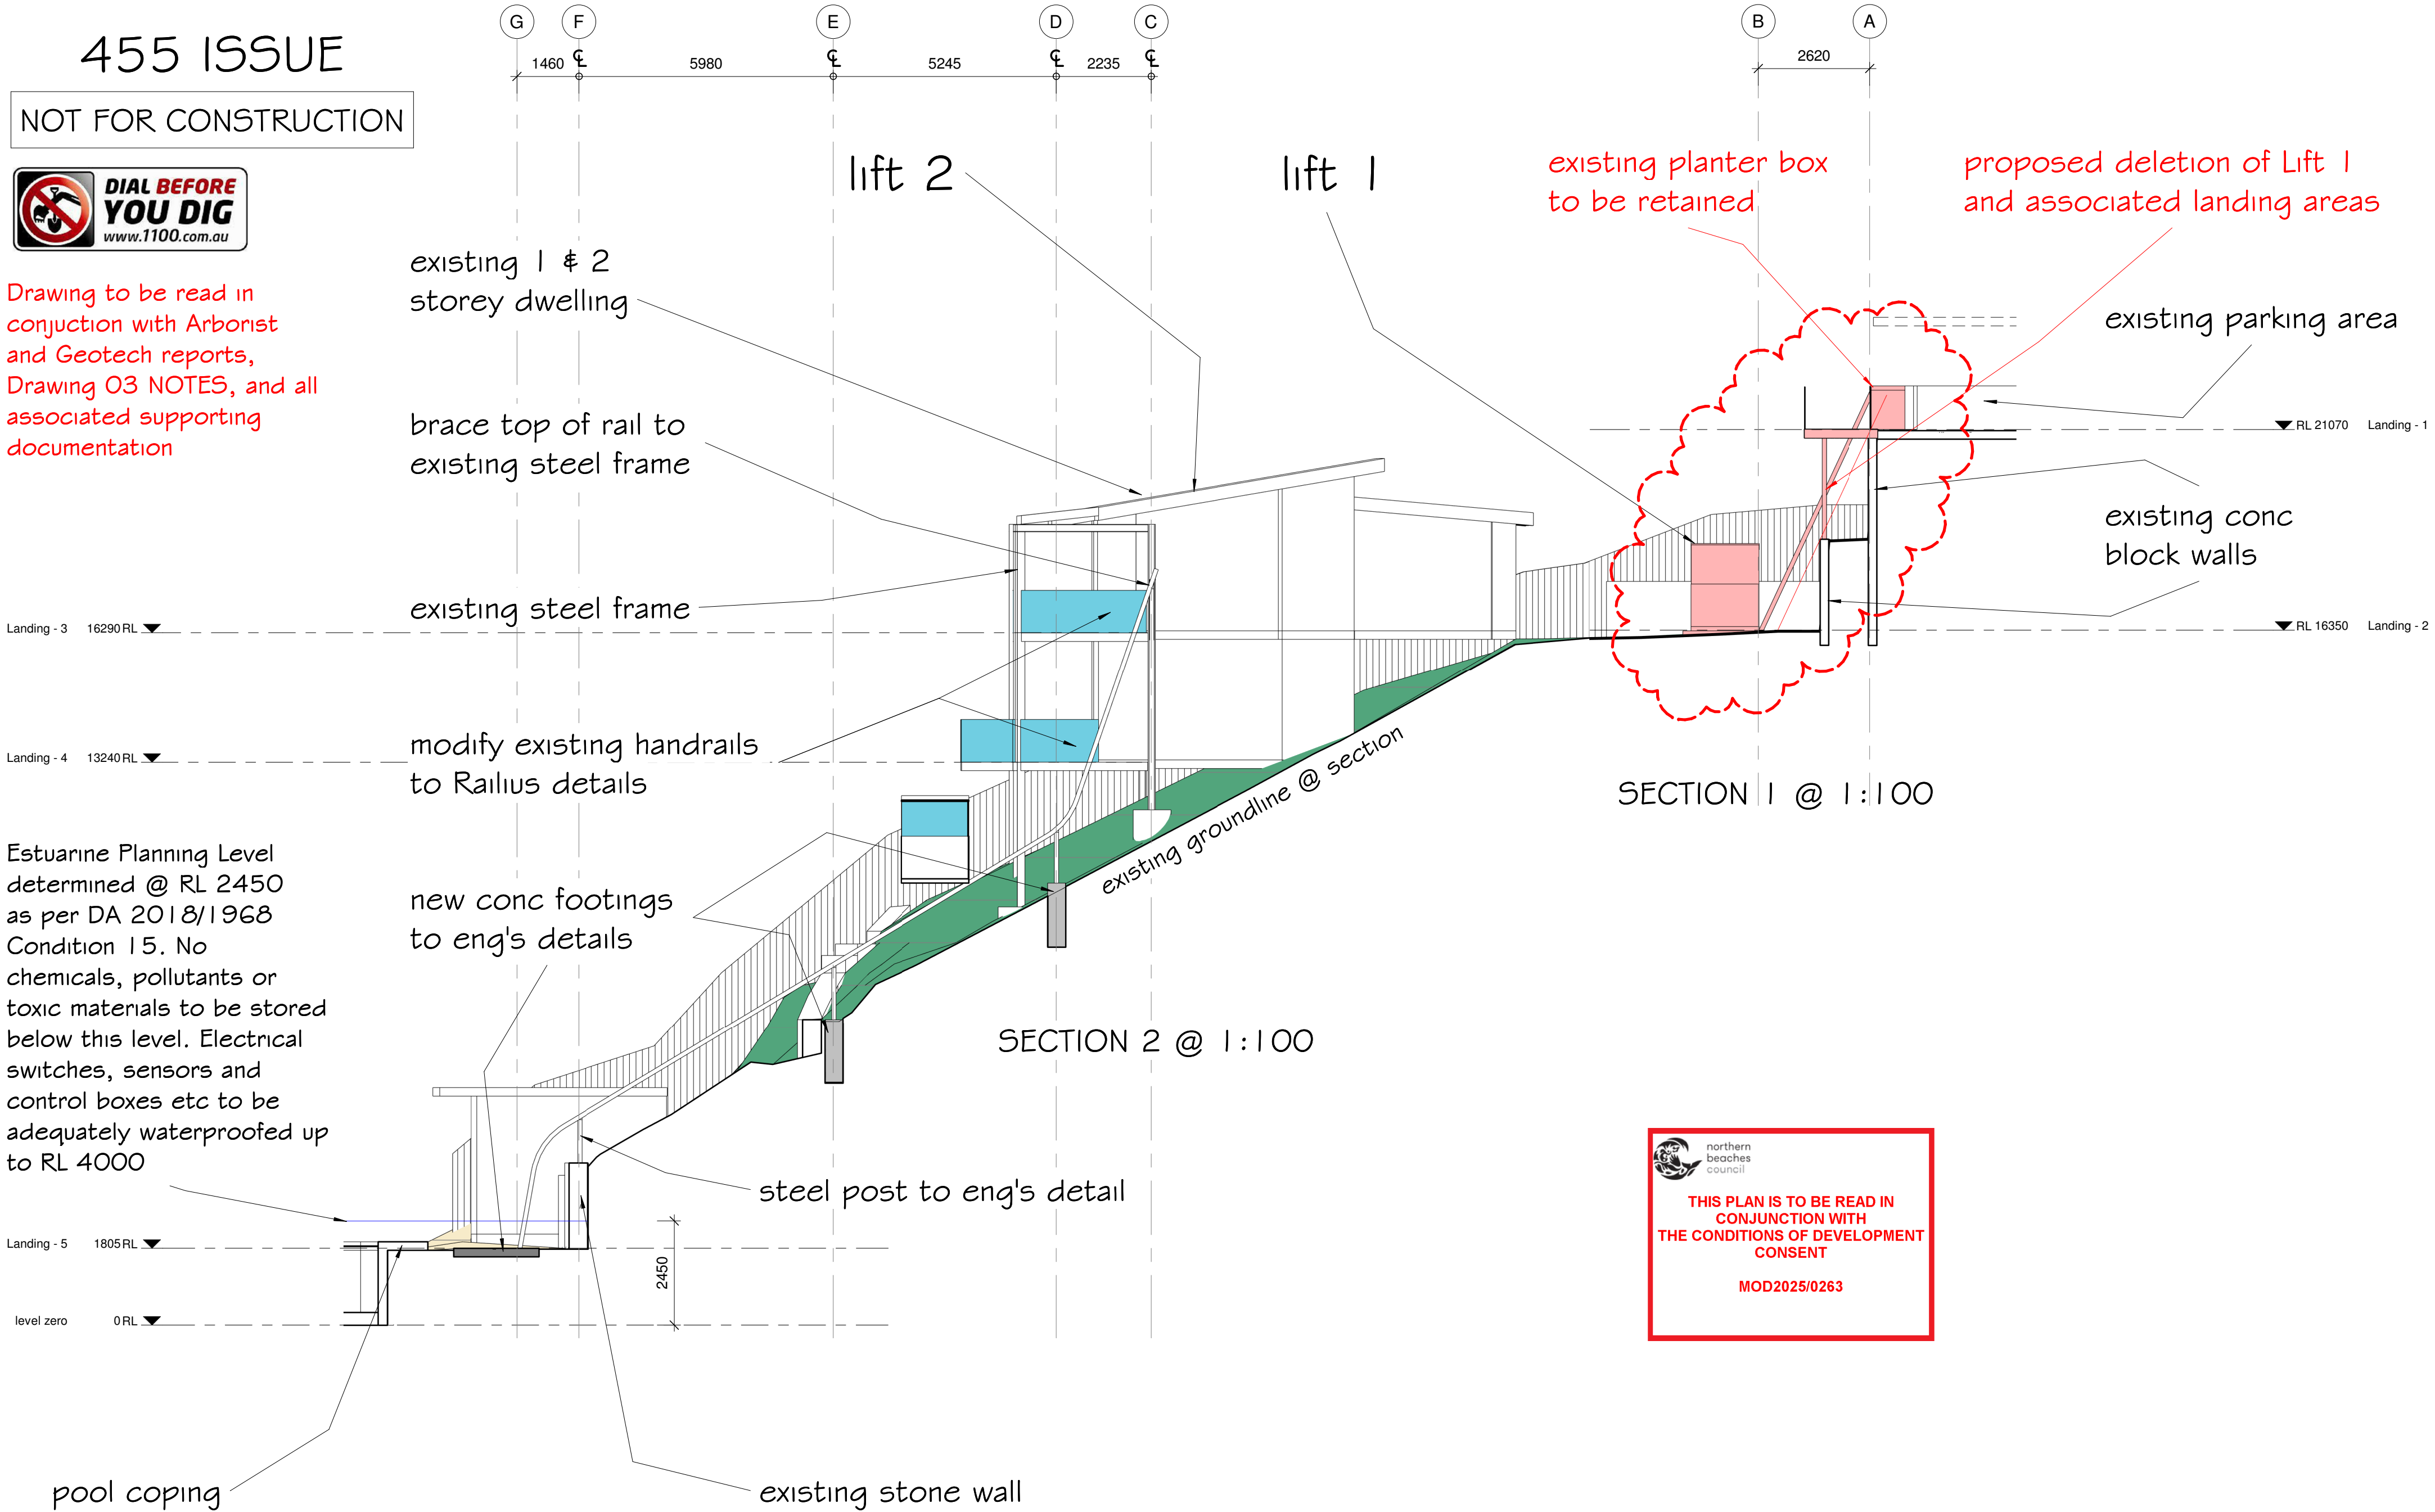 G F E D C B A
1460 5980 5245 2235 2620
455 ISSUE
NOT FOR CONSTRUCTION
DIAL BEFORE
YOU DIG
www.1100.com.au
Drawing to be read in
conjuction with Arborist
and Geotech reports,
Drawing 03 NOTES, and all
associated supporting
documentation
lift 2
lift 1
existing planter box
to be retained
proposed deletion of Lift 1
and associated landing areas
existing 1 & 2
storey dwelling
existing parking area
brace top of rail to
existing steel frame
RL 21070 Landing - 1
existing conc
block walls
existing steel frame
Landing - 3 16290 RL
RL 16350 Landing - 2
modify existing handrails
to Railius details
Landing - 4 13240 RL
existing groundline @ section
SECTION 1 @ 1:100
Estuarine Planning Level
determined @ RL 2450
as per DA 2018/1968
Condition 15. No
chemicals, pollutants or
toxic materials to be stored
below this level. Electrical
switches, sensors and
control boxes etc to be
adequately waterproofed up
to RL 4000
new conc footings
to eng's details
SECTION 2 @ 1:100
steel post to eng's detail
Landing - 5 1805 RL
2450
level zero 0 RL
northern
beaches
council
THIS PLAN IS TO BE READ IN
CONJUNCTION WITH
THE CONDITIONS OF DEVELOPMENT
CONSENT
MOD2025/0263
pool coping
existing stone wall